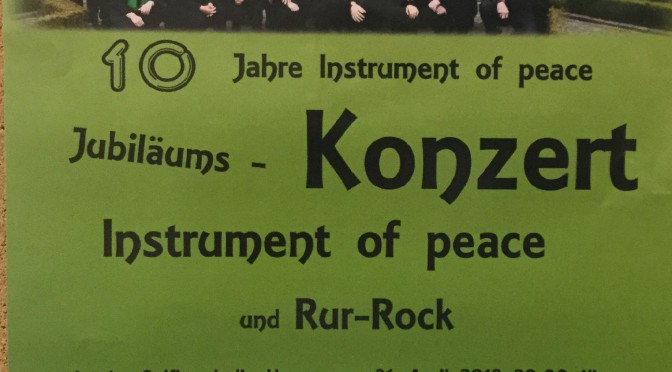 10 Jahre Instrument of peace
Jubiläums - Konzert
Instrument of peace
und Rur-Rock